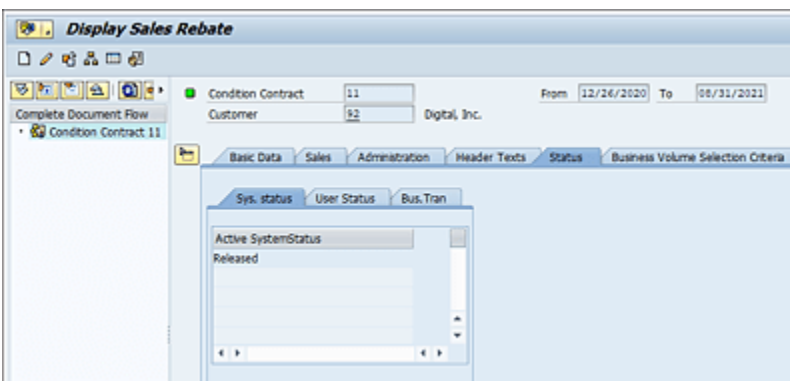 Display Sales Rebate
Condition Contract 11 From 12/26/2020 To 08/31/2021
Complete Document Flow Customer 92 Digital, Inc.
Condition Contract 11
Basic Data Sales Administration Header Texts Status Business Volume Selection Criteria
Sys. status User Status Bus.Tran
Active SystemStatus
Released